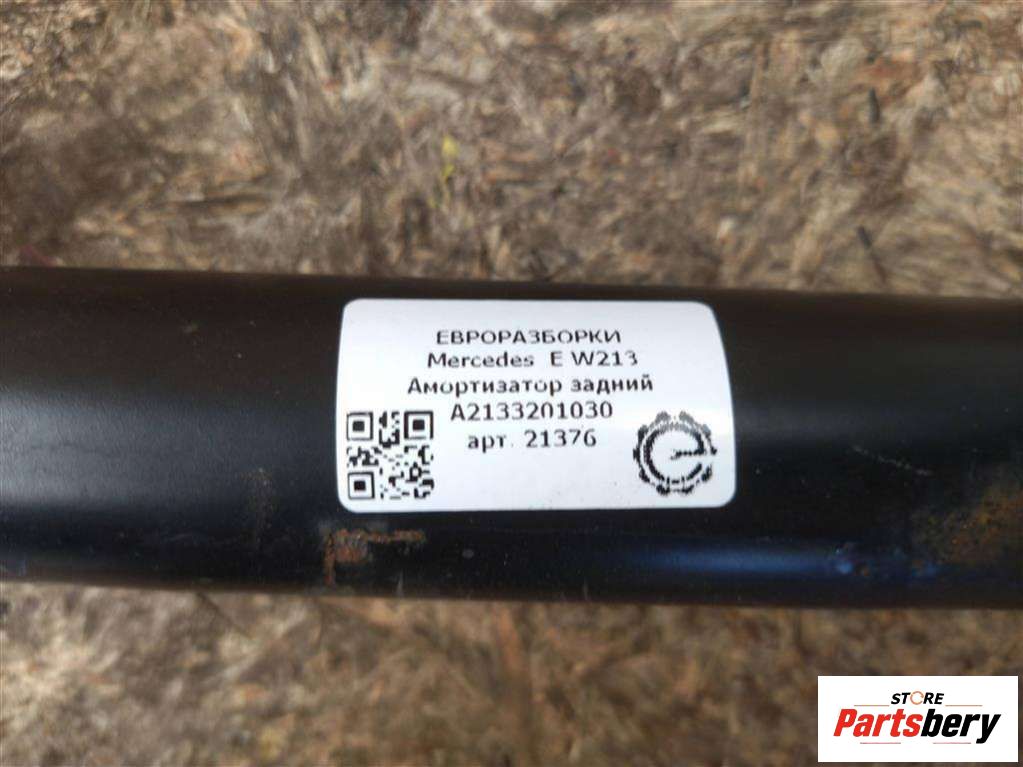 ЕВРОРАЗБОРКИ
Mercedes E W213
Амортизатор задний
A2133201030
арт. 21376
STORE
Partsbery